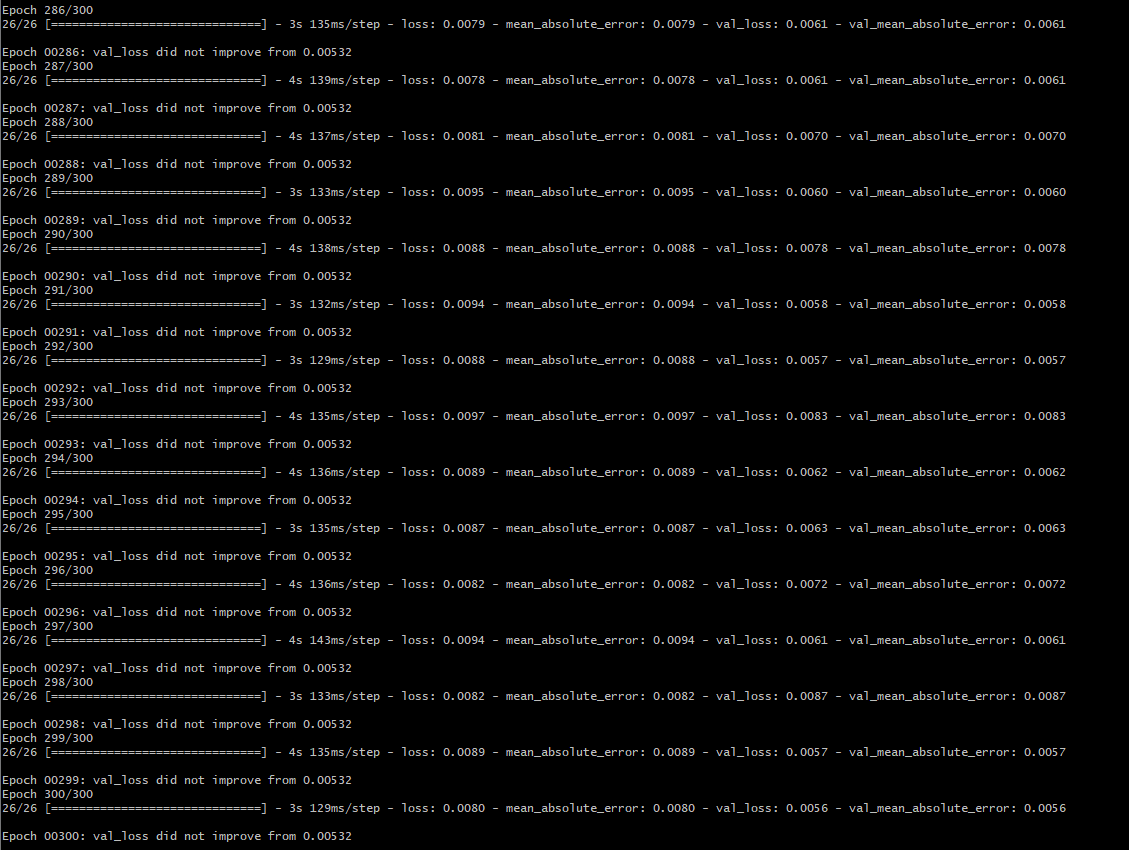 Epoch 286/300
26/26 [==============================] - 3s 135ms/step - loss: 0.0079 - mean_absolute_error: 0.0079 - val_loss: 0.0061 - val_mean_absolute_error: 0.0061
Epoch 00286: val_loss did not improve from 0.00532
Epoch 287/300
26/26 [==============================] - 4s 139ms/step - loss: 0.0078 - mean_absolute_error: 0.0078 - val_loss: 0.0061 - val_mean_absolute_error: 0.0061
Epoch 00287: val_loss did not improve from 0.00532
Epoch 288/300
26/26 [==============================] - 4s 137ms/step - loss: 0.0081 - mean_absolute_error: 0.0081 - val_loss: 0.0070 - val_mean_absolute_error: 0.0070
Epoch 00288: val_loss did not improve from 0.00532
Epoch 289/300
26/26 [==============================] - 3s 133ms/step - loss: 0.0095 - mean_absolute_error: 0.0095 - val_loss: 0.0060 - val_mean_absolute_error: 0.0060
Epoch 00289: val_loss did not improve from 0.00532
Epoch 290/300
26/26 [==============================] - 4s 138ms/step - loss: 0.0088 - mean_absolute_error: 0.0088 - val_loss: 0.0078 - val_mean_absolute_error: 0.0078
Epoch 00290: val_loss did not improve from 0.00532
Epoch 291/300
26/26 [==============================] - 3s 132ms/step - loss: 0.0094 - mean_absolute_error: 0.0094 - val_loss: 0.0058 - val_mean_absolute_error: 0.0058
Epoch 00291: val_loss did not improve from 0.00532
Epoch 292/300
26/26 [==============================] - 3s 129ms/step - loss: 0.0088 - mean_absolute_error: 0.0088 - val_loss: 0.0057 - val_mean_absolute_error: 0.0057
Epoch 00292: val_loss did not improve from 0.00532
Epoch 293/300
26/26 [==============================] - 4s 135ms/step - loss: 0.0097 - mean_absolute_error: 0.0097 - val_loss: 0.0083 - val_mean_absolute_error: 0.0083
Epoch 00293: val_loss did not improve from 0.00532
Epoch 294/300
26/26 [==============================] - 4s 136ms/step - loss: 0.0089 - mean_absolute_error: 0.0089 - val_loss: 0.0062 - val_mean_absolute_error: 0.0062
Epoch 00294: val_loss did not improve from 0.00532
Epoch 295/300
26/26 [==============================] - 3s 135ms/step - loss: 0.0087 - mean_absolute_error: 0.0087 - val_loss: 0.0063 - val_mean_absolute_error: 0.0063
Epoch 00295: val_loss did not improve from 0.00532
Epoch 296/300
26/26 [==============================] - 4s 136ms/step - loss: 0.0082 - mean_absolute_error: 0.0082 - val_loss: 0.0072 - val_mean_absolute_error: 0.0072
Epoch 00296: val_loss did not improve from 0.00532
Epoch 297/300
26/26 [==============================] - 4s 143ms/step - loss: 0.0094 - mean_absolute_error: 0.0094 - val_loss: 0.0061 - val_mean_absolute_error: 0.0061
Epoch 00297: val_loss did not improve from 0.00532
Epoch 298/300
26/26 [==============================] - 3s 133ms/step - loss: 0.0082 - mean_absolute_error: 0.0082 - val_loss: 0.0087 - val_mean_absolute_error: 0.0087
Epoch 00298: val_loss did not improve from 0.00532
Epoch 299/300
26/26 [==============================] - 4s 135ms/step - loss: 0.0089 - mean_absolute_error: 0.0089 - val_loss: 0.0057 - val_mean_absolute_error: 0.0057
Epoch 00299: val_loss did not improve from 0.00532
Epoch 300/300
26/26 [==============================] - 3s 129ms/step - loss: 0.0080 - mean_absolute_error: 0.0080 - val_loss: 0.0056 - val_mean_absolute_error: 0.0056
Epoch 00300: val_loss did not improve from 0.00532